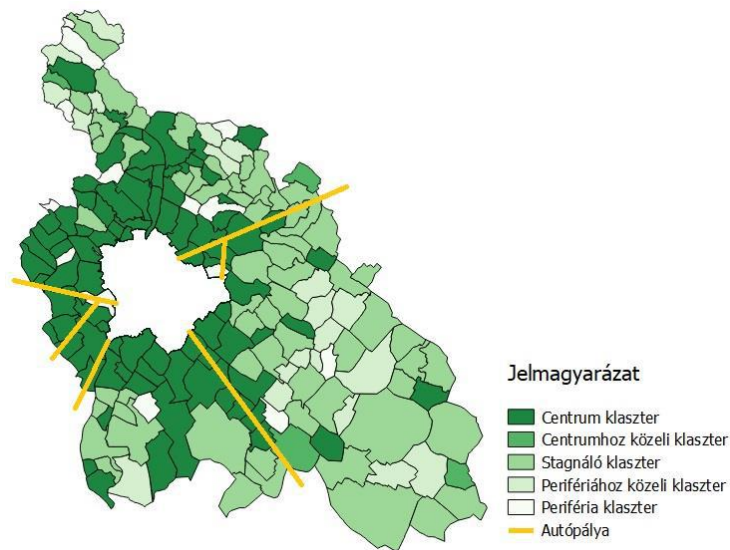 Jelmagyarázat
Centrum klaszter
Centrumhoz közeli klaszter
Stagnáló klaszter
Perifériához közeli klaszter
Periféria klaszter
Autópálya